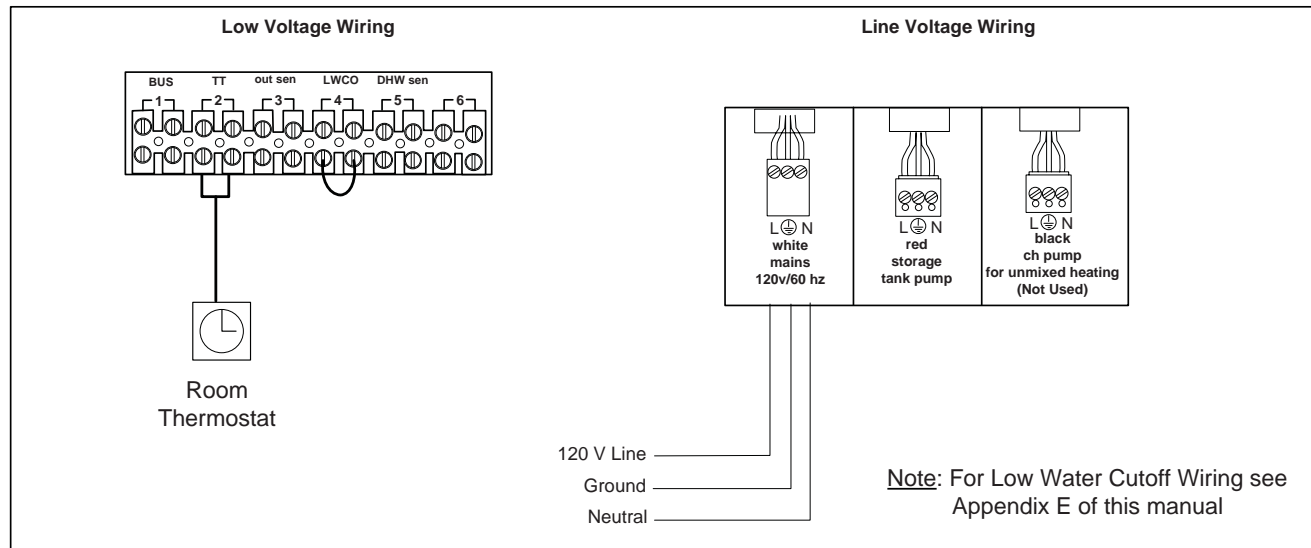 Low Voltage Wiring
BUS TT out sen LWCO DHW sen
1 2 3 4 5 6
Room
Thermostat
Line Voltage Wiring
L N
white
mains
120v/60 hz
L N
red
storage
tank pump
L N
black
ch pump
for unmixed heating
(Not Used)
120 V Line
Ground
Neutral
Note: For Low Water Cutoff Wiring see
Appendix E of this manual